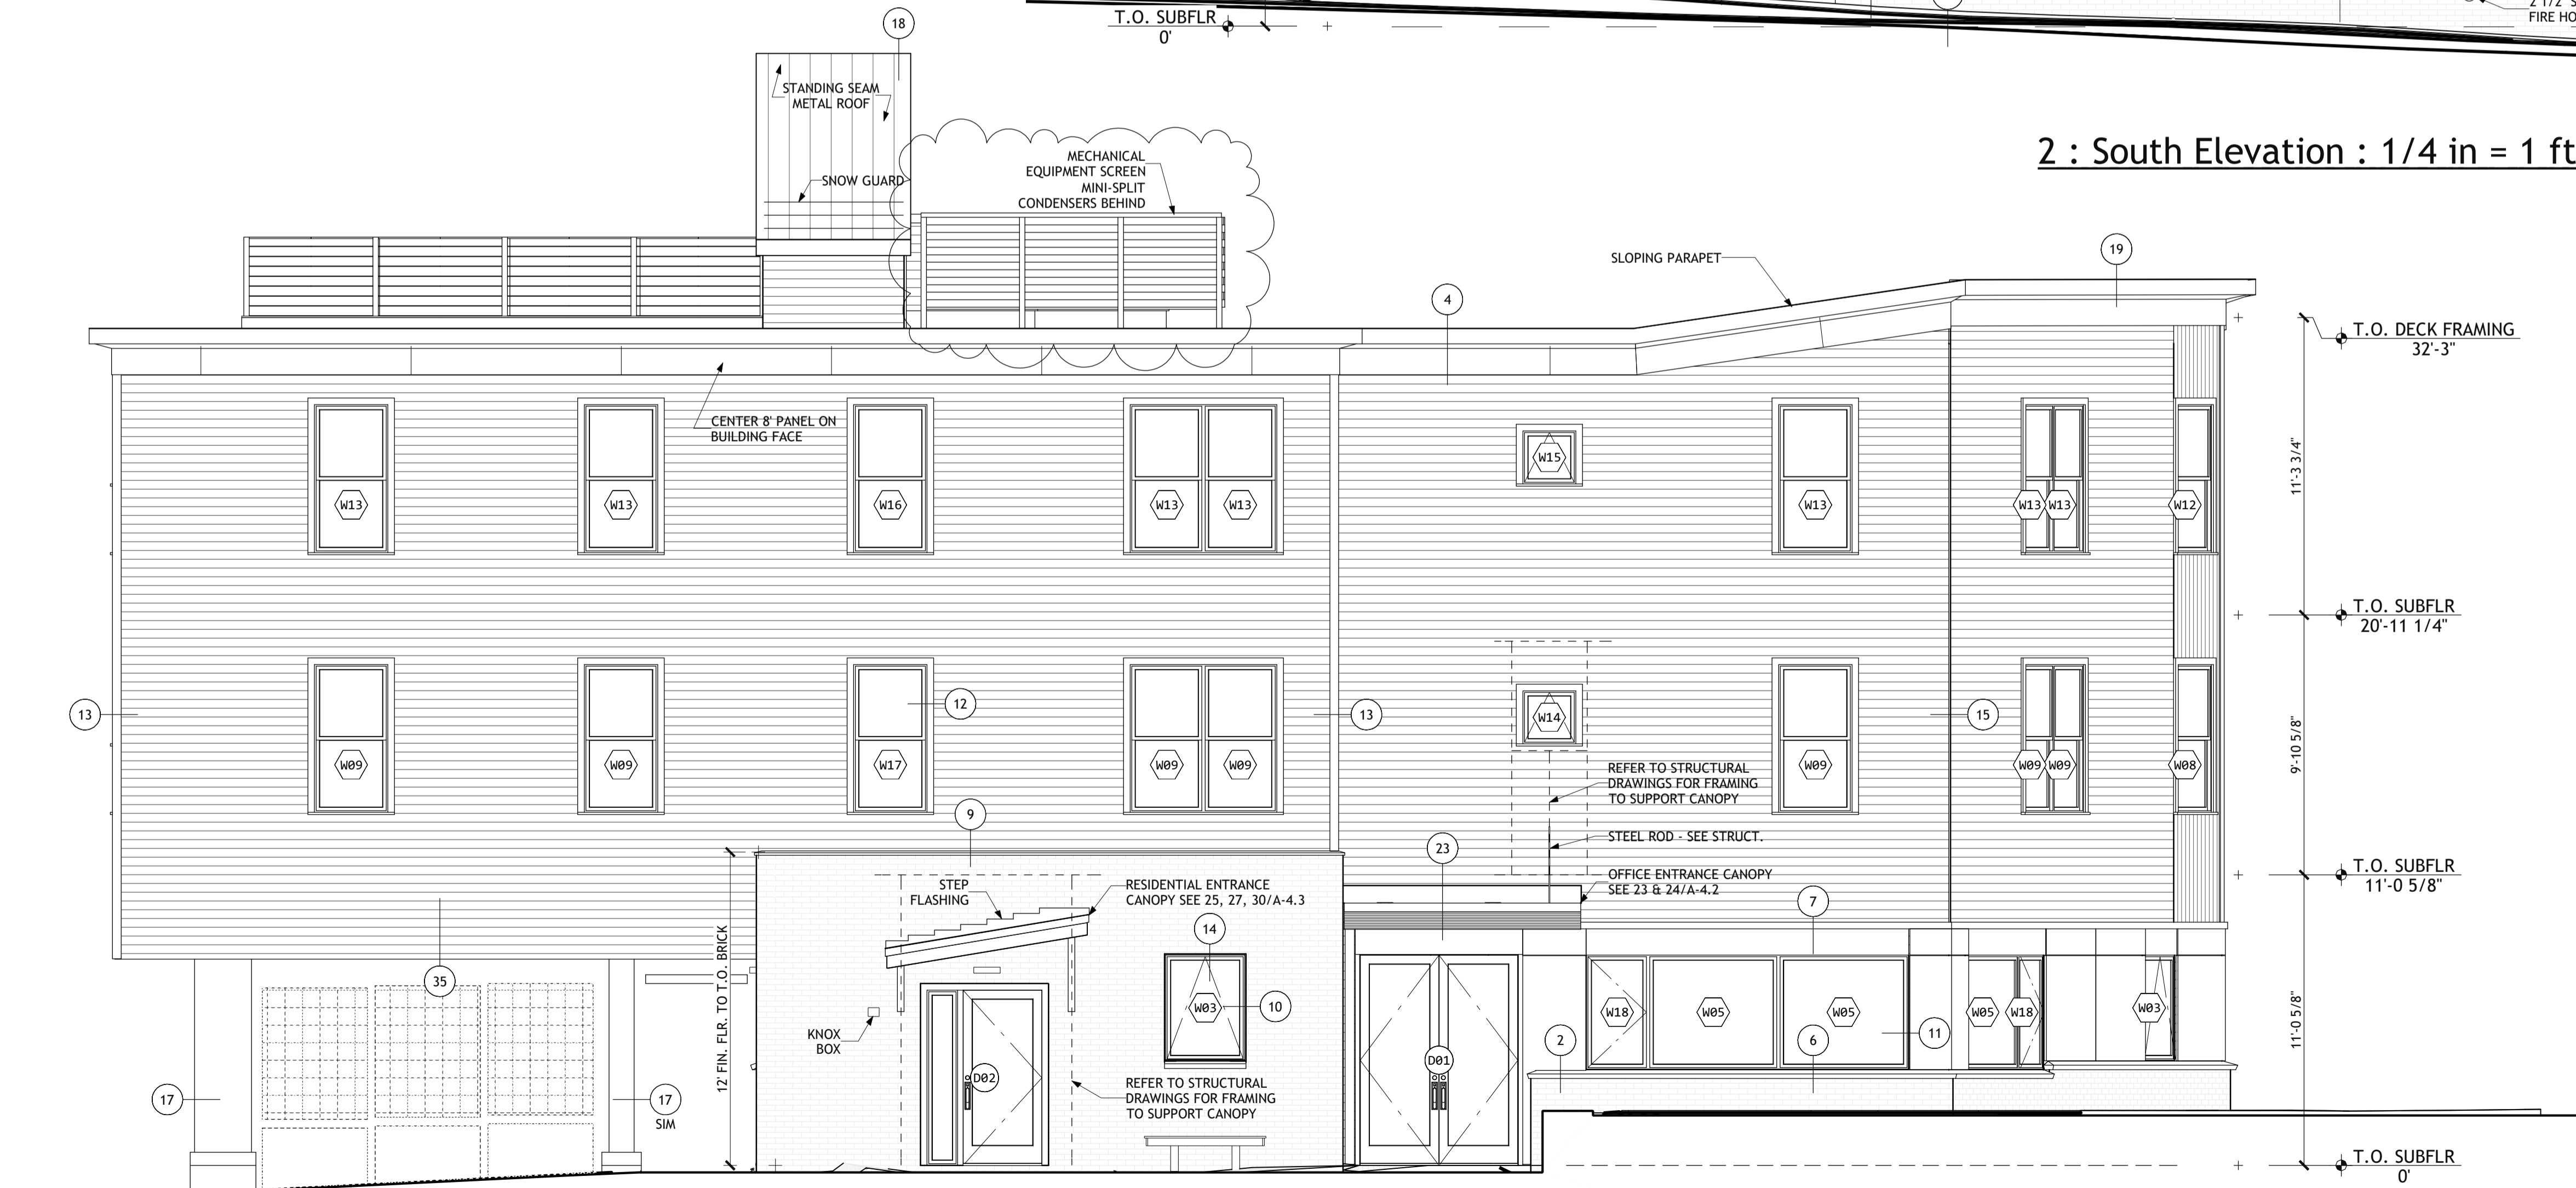 T.O. SUBFLR
0'
FIRE HO
18
STANDING SEAM
METAL ROOF
SNOW GUARD
MECHANICAL
EQUIPMENT SCREEN
MINI-SPLIT
CONDENSERS BEHIND
2 : South Elevation : 1/4 in = 1 ft
SLOPING PARAPET
19
4
T.O. DECK FRAMING
32'-3"
CENTER 8' PANEL ON
BUILDING FACE
W15
11'-3 3/4"
W13
W13
W16
W13
W13
W13
W13
W13
W12
T.O. SUBFLR
20'-11 1/4"
13
12
13
W14
15
9'-10 5/8"
W09
W09
W17
W09
W09
W09
W09
W09
W08
REFER TO STRUCTURAL
DRAWINGS FOR FRAMING
TO SUPPORT CANOPY
9
STEEL ROD - SEE STRUCT.
23
T.O. SUBFLR
11'-0 5/8"
OFFICE ENTRANCE CANOPY
SEE 23 & 24/A-4.2
STEP
FLASHING
RESIDENTIAL ENTRANCE
CANOPY SEE 25, 27, 30/A-4.3
7
14
35
12' FIN. FLR. TO T.O. BRICK
W03
10
W18
W05
W05
W05
W18
W03
11'-0 5/8"
KNOX
BOX
2
6
11
D02
D01
REFER TO STRUCTURAL
DRAWINGS FOR FRAMING
TO SUPPORT CANOPY
17
17
SIM
T.O. SUBFLR
0'